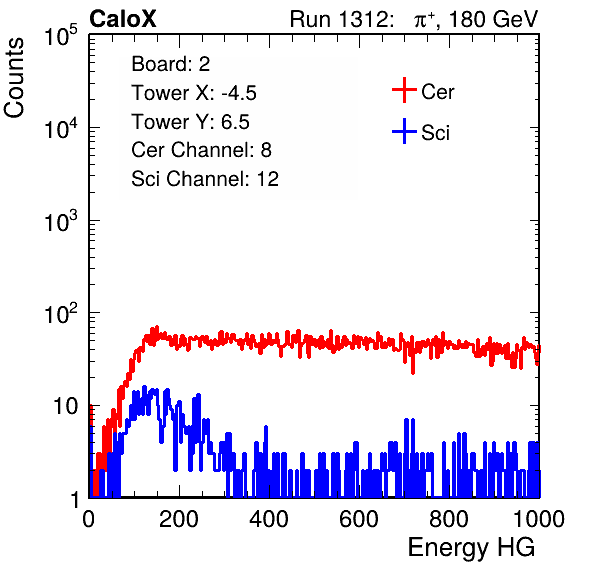 CaloX Run 1312: π⁺, 180 GeV
Counts
10⁵
10⁴
10³
10²
10
1
Board: 2
Tower X: -4.5
Tower Y: 6.5
Cer Channel: 8
Sci Channel: 12
Cer
Sci
0 200 400 600 800 1000
Energy HG